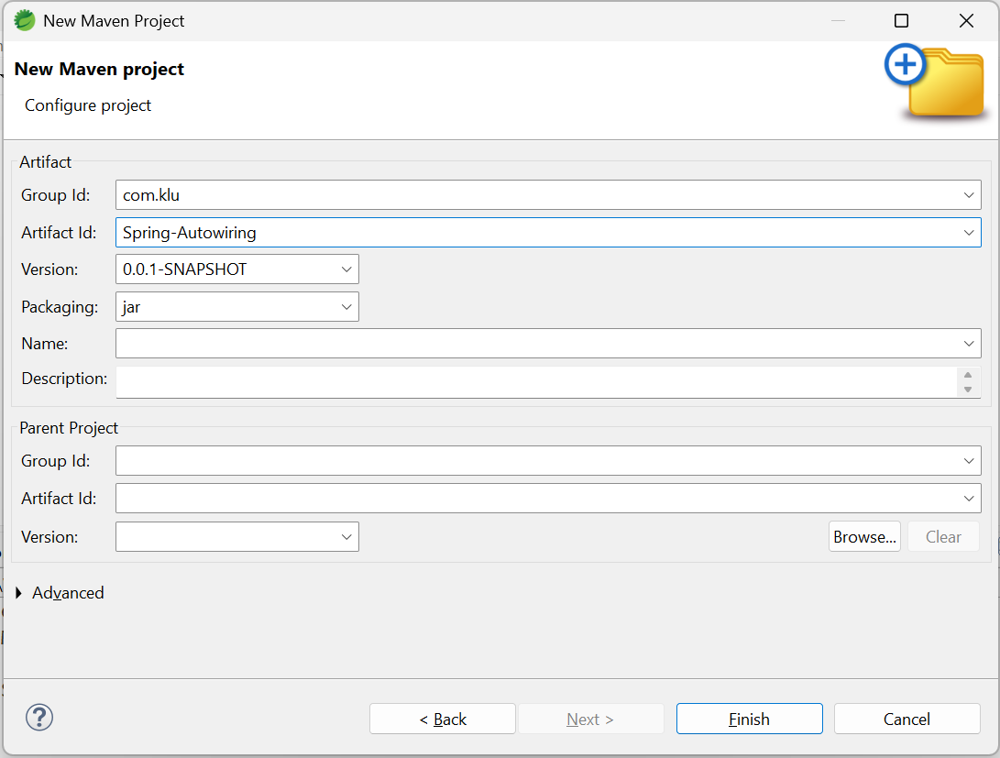 New Maven Project
New Maven project
Configure project
Artifact
Group Id: com.klu
Artifact Id: Spring-Autowiring
Version: 0.0.1-SNAPSHOT
Packaging: jar
Name:
Description:
Parent Project
Group Id:
Artifact Id:
Version:
Browse... Clear
Advanced
? < Back Next > Finish Cancel